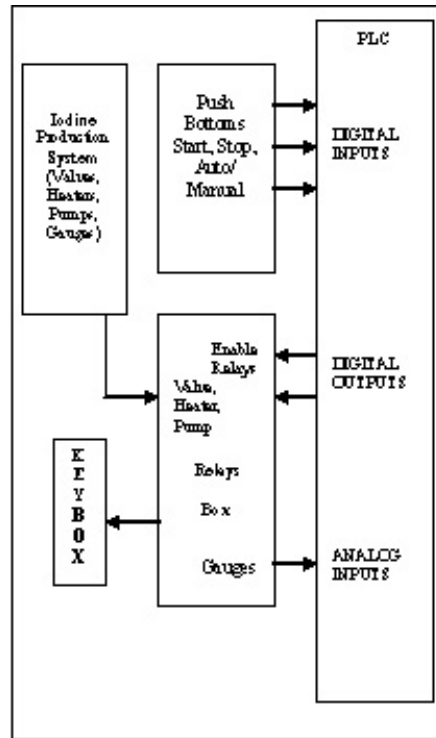 PLC
Iodine
Production
System
(Values,
Heaters,
Pumps,
Gauges)
Push
Bottoms
Start, Stop,
Auto/
Manual
DIGITAL
INPUTS
Enable
Relays
Value,
Heater,
Pump
Relays
Box
Gauges
DIGITAL
OUTPUTS
ANALOG
INPUTS
K
E
Y
B
O
X